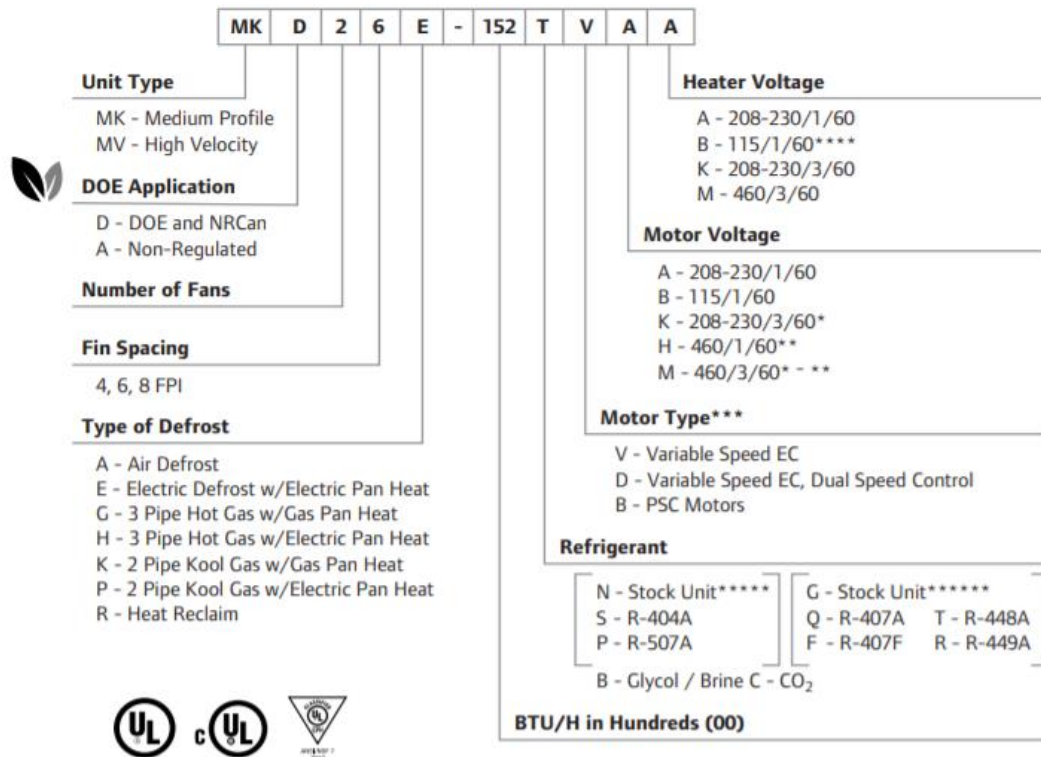 MK D 2 6 E - 152 T V A A
Unit Type
MK - Medium Profile
MV - High Velocity
DOE Application
D - DOE and NRCan
A - Non-Regulated
Number of Fans
Fin Spacing
4, 6, 8 FPI
Type of Defrost
A - Air Defrost
E - Electric Defrost w/Electric Pan Heat
G - 3 Pipe Hot Gas w/Gas Pan Heat
H - 3 Pipe Hot Gas w/Electric Pan Heat
K - 2 Pipe Kool Gas w/Gas Pan Heat
P - 2 Pipe Kool Gas w/Electric Pan Heat
R - Heat Reclaim
Heater Voltage
A - 208-230/1/60
B - 115/1/60****
K - 208-230/3/60
M - 460/3/60
Motor Voltage
A - 208-230/1/60
B - 115/1/60
K - 208-230/3/60*
H - 460/1/60**
M - 460/3/60* - **
Motor Type***
V - Variable Speed EC
D - Variable Speed EC, Dual Speed Control
B - PSC Motors
Refrigerant
N - Stock Unit*****
S - R-404A
P - R-507A
G - Stock Unit******
Q - R-407A T - R-448A
F - R-407F R - R-449A
B - Glycol / Brine C - CO₂
BTU/H in Hundreds (00)
UL
c UL
UL